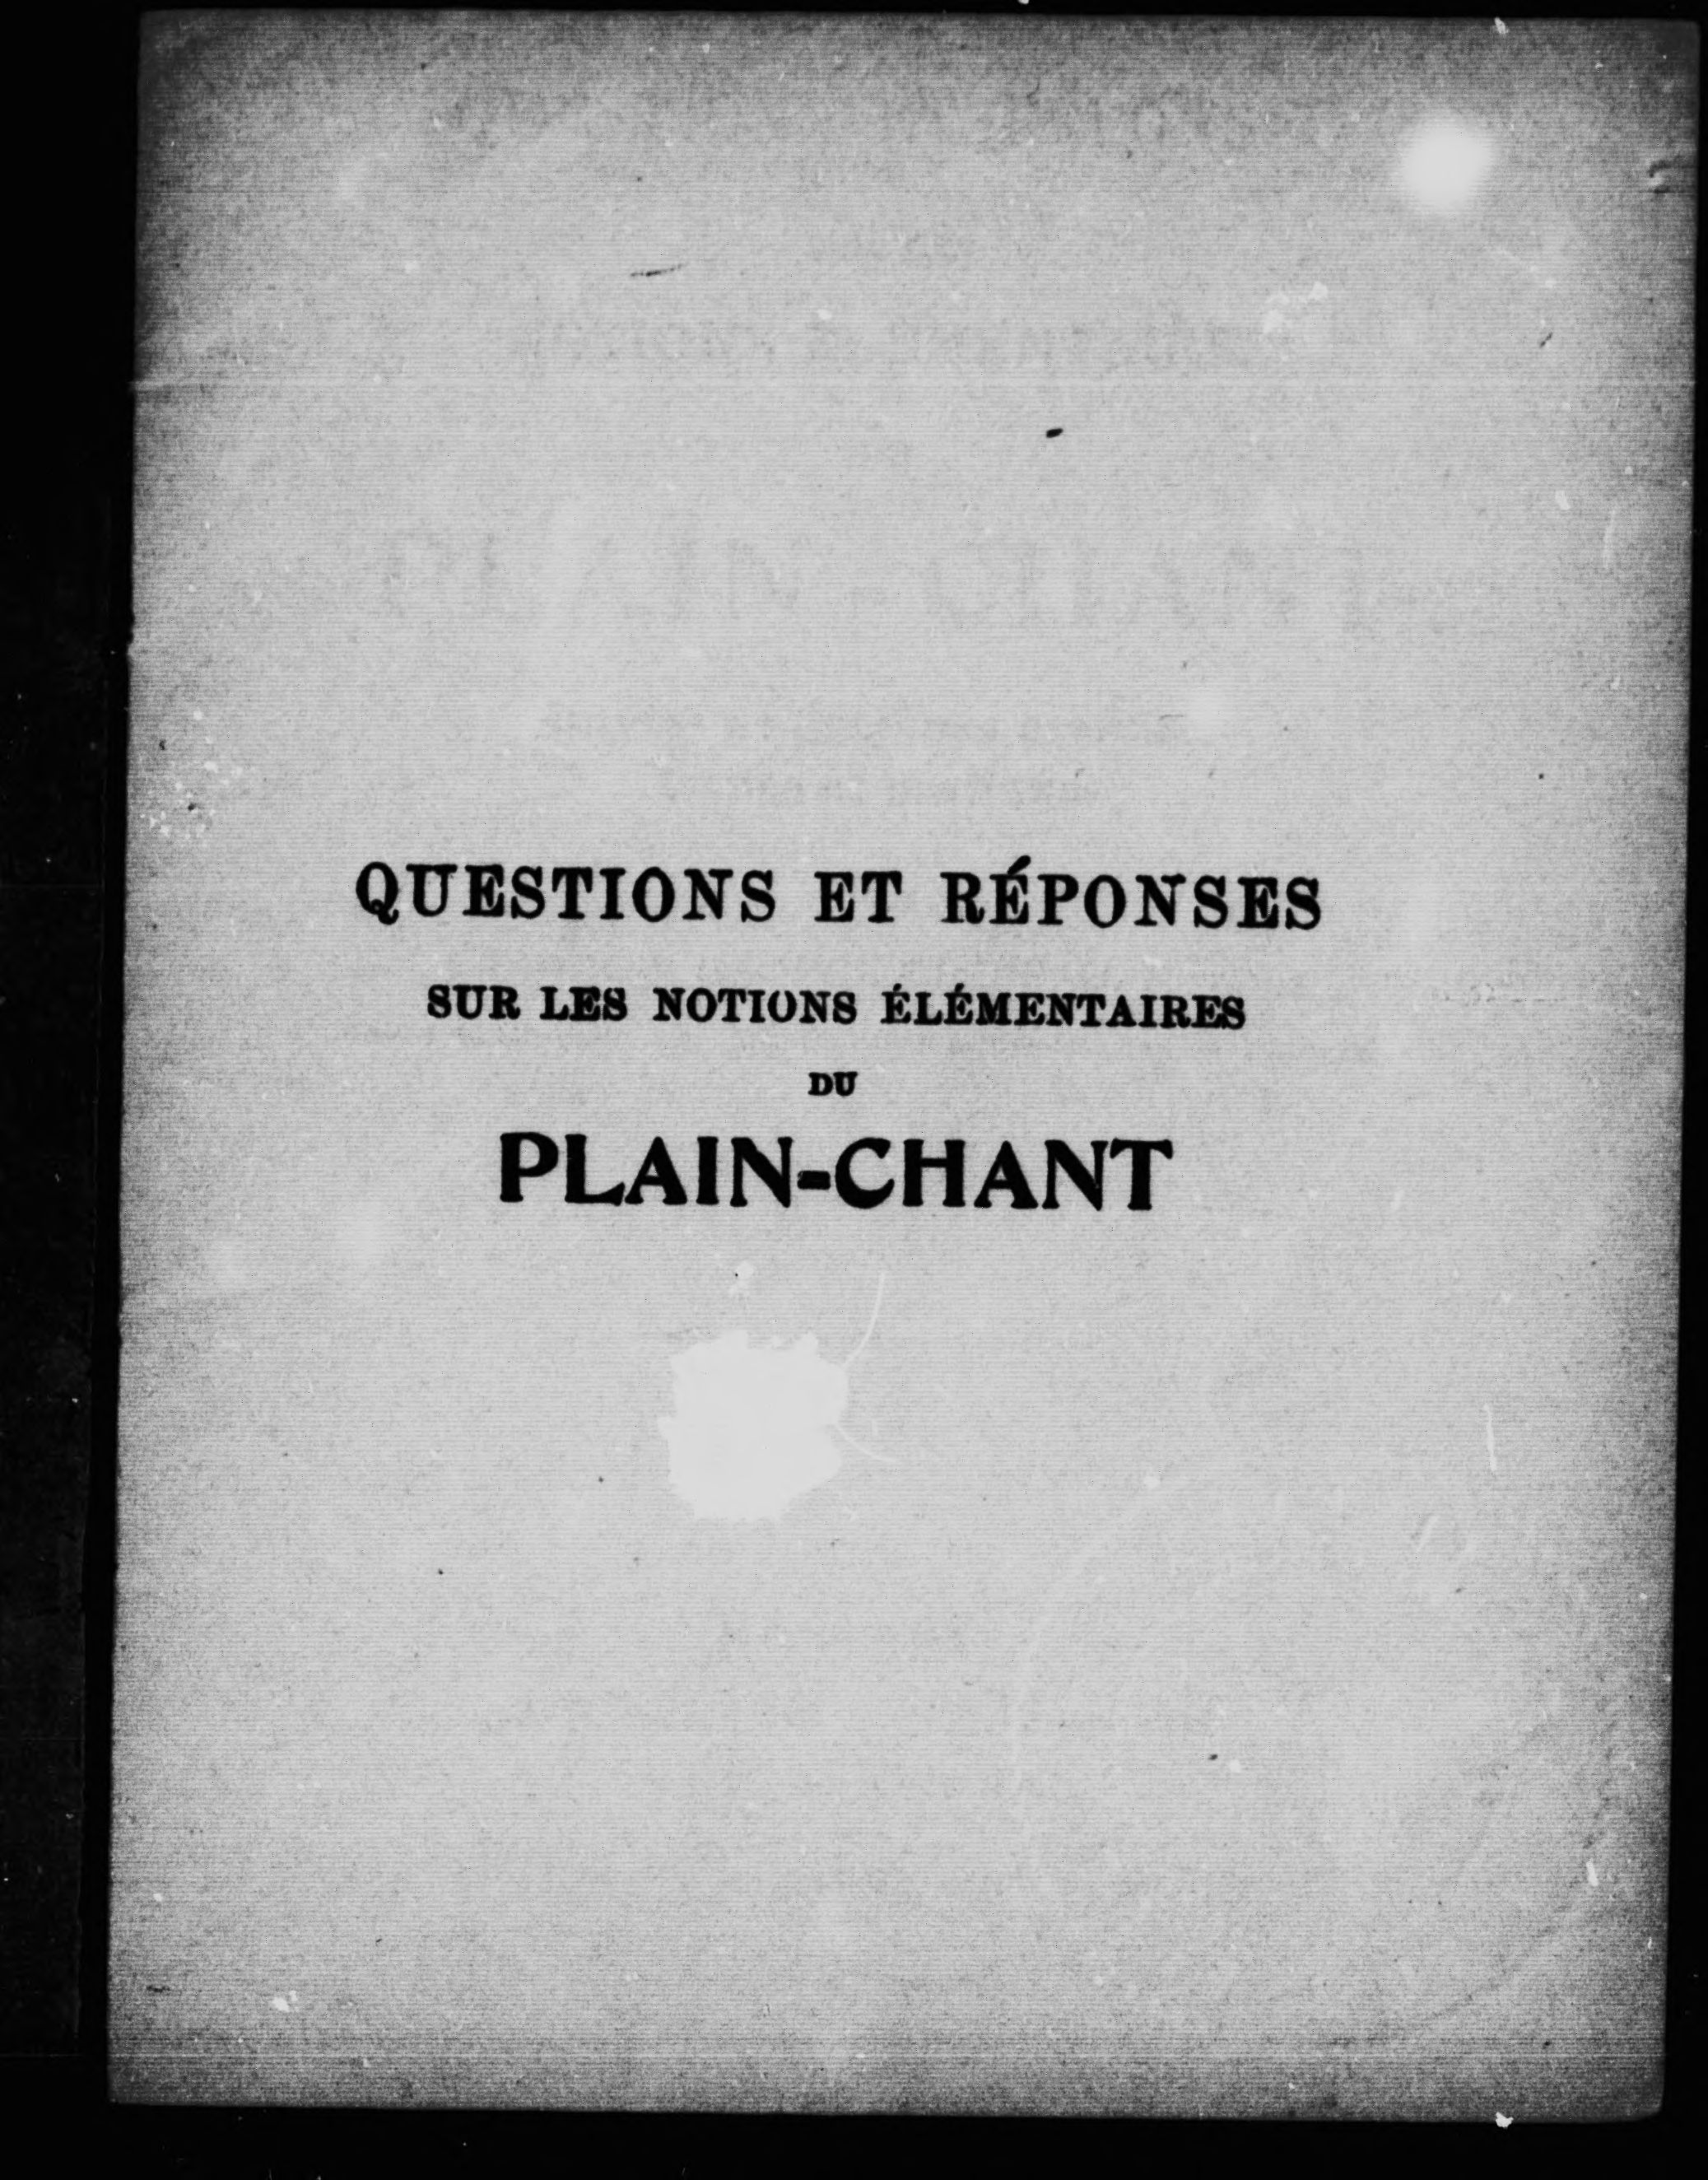 QUESTIONS ET RÉPONSES
SUR LES NOTIONS ÉLÉMENTAIRES
DU
PLAIN-CHANT